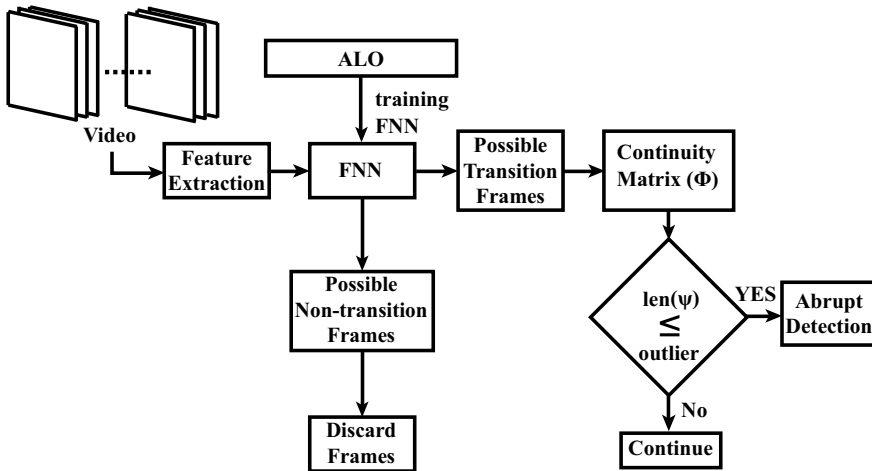 ALO
training
FNN
Video
Feature
Extraction
FNN
Possible
Transition
Frames
Continuity
Matrix (Φ)
Possible
Non-transition
Frames
len(ψ)
≤
outlier
YES
Abrupt
Detection
No
Discard
Frames
Continue